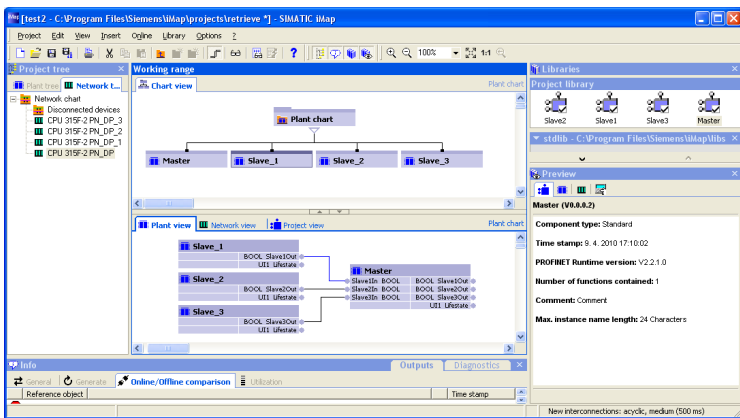 [test2 - C:\Program Files\Siemens\iMap\projects\retrieve *] - SIMATIC iMap
Project Edit View Insert Online Library Options ?
100% 1:1
Project tree
Plant tree Network t...
Network chart
Disconnected devices
CPU 315F-2 PN_DP_3
CPU 315F-2 PN_DP_2
CPU 315F-2 PN_DP_1
CPU 315F-2 PN_DP
Working range
Chart view Plant chart
Plant chart
Master Slave_1 Slave_2 Slave_3
Plant view Network view Project view Plant chart
Slave_1
BOOL Slave1Out
UI1 Lifestate
Slave_2
BOOL Slave2Out
UI1 Lifestate
Slave_3
BOOL Slave3Out
UI1 Lifestate
Master
Slave1In BOOL BOOL Slave1Out
Slave2In BOOL BOOL Slave2Out
Slave3In BOOL BOOL Slave3Out
UI1 Lifestate
Libraries
Project library
Slave2 Slave1 Slave3 Master
stdlib - C:\Program Files\Siemens\iMap\libs
Preview
Master (V0.0.0.2)
Component type: Standard
Time stamp: 9. 4. 2010 17:10:02
PROFINET Runtime version: V2.2.1.0
Number of functions contained: 1
Comment: Comment
Max. instance name length: 24 Characters
Info Outputs Diagnostics
General Generate Online/Offline comparison Utilization
Reference object Time stamp
New interconnections: acyclic, medium (500 ms)